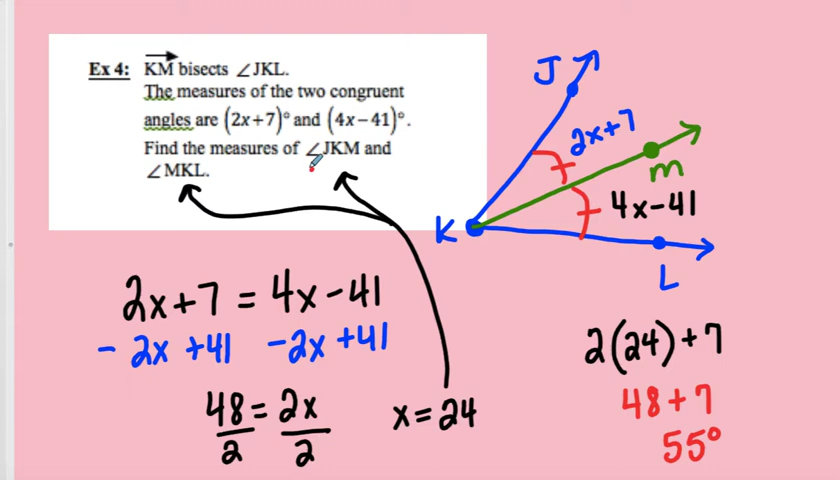 Ex 4: KM bisects ∠JKL.
The measures of the two congruent
angles are (2x+7)° and (4x−41)°.
Find the measures of ∠JKM and
∠MKL.
J
2x+7
m
4x−41
K
L
2x+7 = 4x−41
−2x +41 −2x +41
48 = 2x
2 2
x=24
2(24)+7
48+7
55°